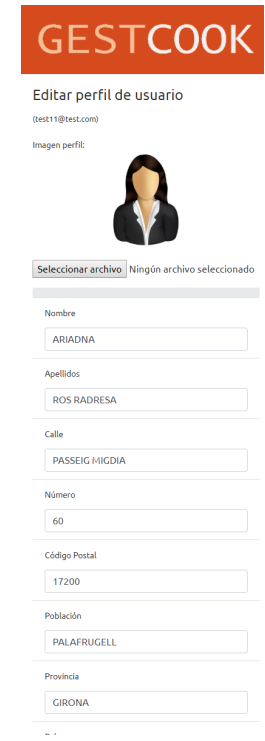 GESTCOOK
Editar perfil de usuario
(test11@test.com)
Imagen perfil:
Seleccionar archivo Ningún archivo seleccionado
Nombre
ARIADNA
Apellidos
ROS RADRESA
Calle
PASSEIG MIGDIA
Número
60
Código Postal
17200
Población
PALAFRUGELL
Provincia
GIRONA